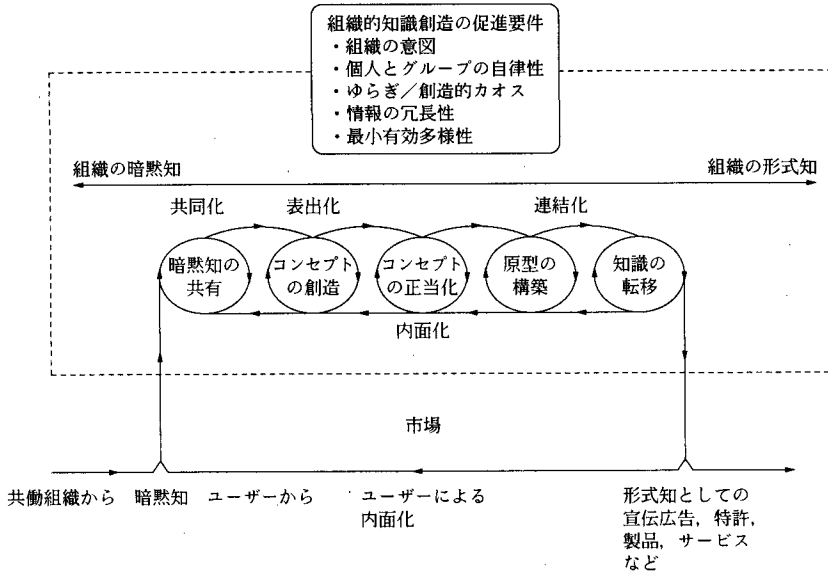 組織的知識創造の促進要件
・組織の意図
・個人とグループの自律性
・ゆらぎ／創造的カオス
・情報の冗長性
・最小有効多様性
組織の暗黙知
組織の形式知
共同化
表出化
連結化
暗黙知の
共有
コンセプト
の創造
コンセプト
の正当化
原型の
構築
知識の
転移
内面化
市場
共働組織から
暗黙知
ユーザーから
ユーザーによる
内面化
形式知としての
宣伝広告，特許，
製品，サービス
など